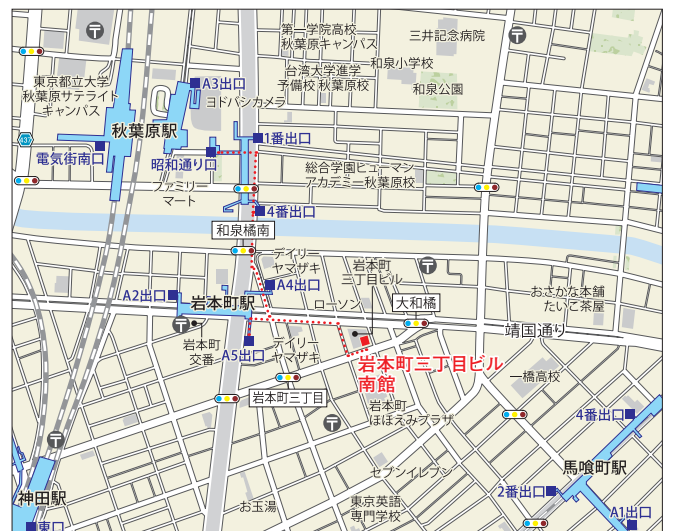 第一学院高校
秋葉原キャンパス
三井記念病院
和泉小学校
台湾大学進学
予備校 秋葉原校
和泉公園
東京都立大学
秋葉原サテライト
キャンパス
A3出口
ヨドバシカメラ
秋葉原駅
1番出口
電気街南口
昭和通り口
総合学園ヒューマン
アカデミー秋葉原校
ファミリー
マート
4番出口
和泉橋南
デイリー
ヤマザキ
岩本町
三丁目ビル
A4出口
A2出口
岩本町駅
ローソン
大和橘
おさかな本舗
たいこ茶屋
靖国通り
岩本町
交番
A5出口
デイリー
ヤマザキ
岩本町三丁目ビル
南館
一橋高校
岩本町三丁目
岩本町
ほほえみプラザ
4番出口
馬喰町駅
セブンイレブン
2番出口
神田駅
お玉湯
東京英語
専門学校
A1出口
東口